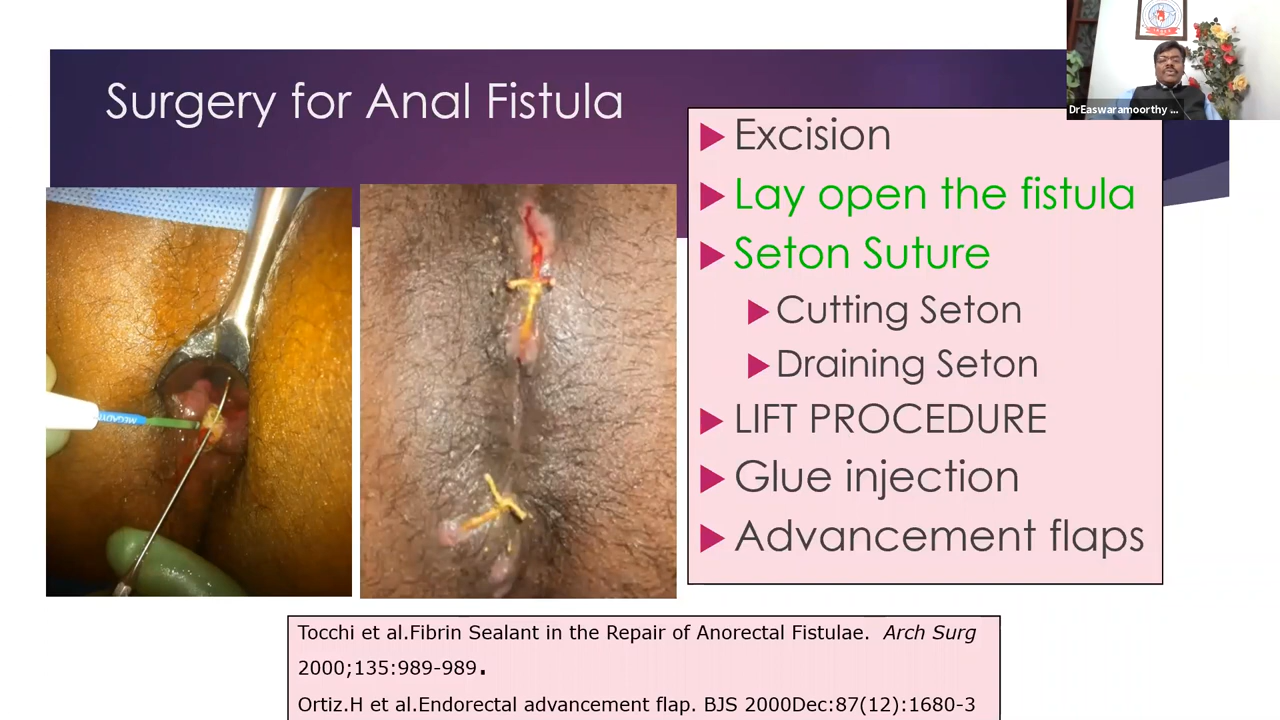 Surgery for Anal Fistula
DrEaswaramoorthy ...
Excision
Lay open the fistula
Seton Suture
Cutting Seton
Draining Seton
LIFT PROCEDURE
Glue injection
Advancement flaps
Tocchi et al.Fibrin Sealant in the Repair of Anorectal Fistulae. Arch Surg
2000;135:989-989.
Ortiz.H et al.Endorectal advancement flap. BJS 2000Dec:87(12):1680-3